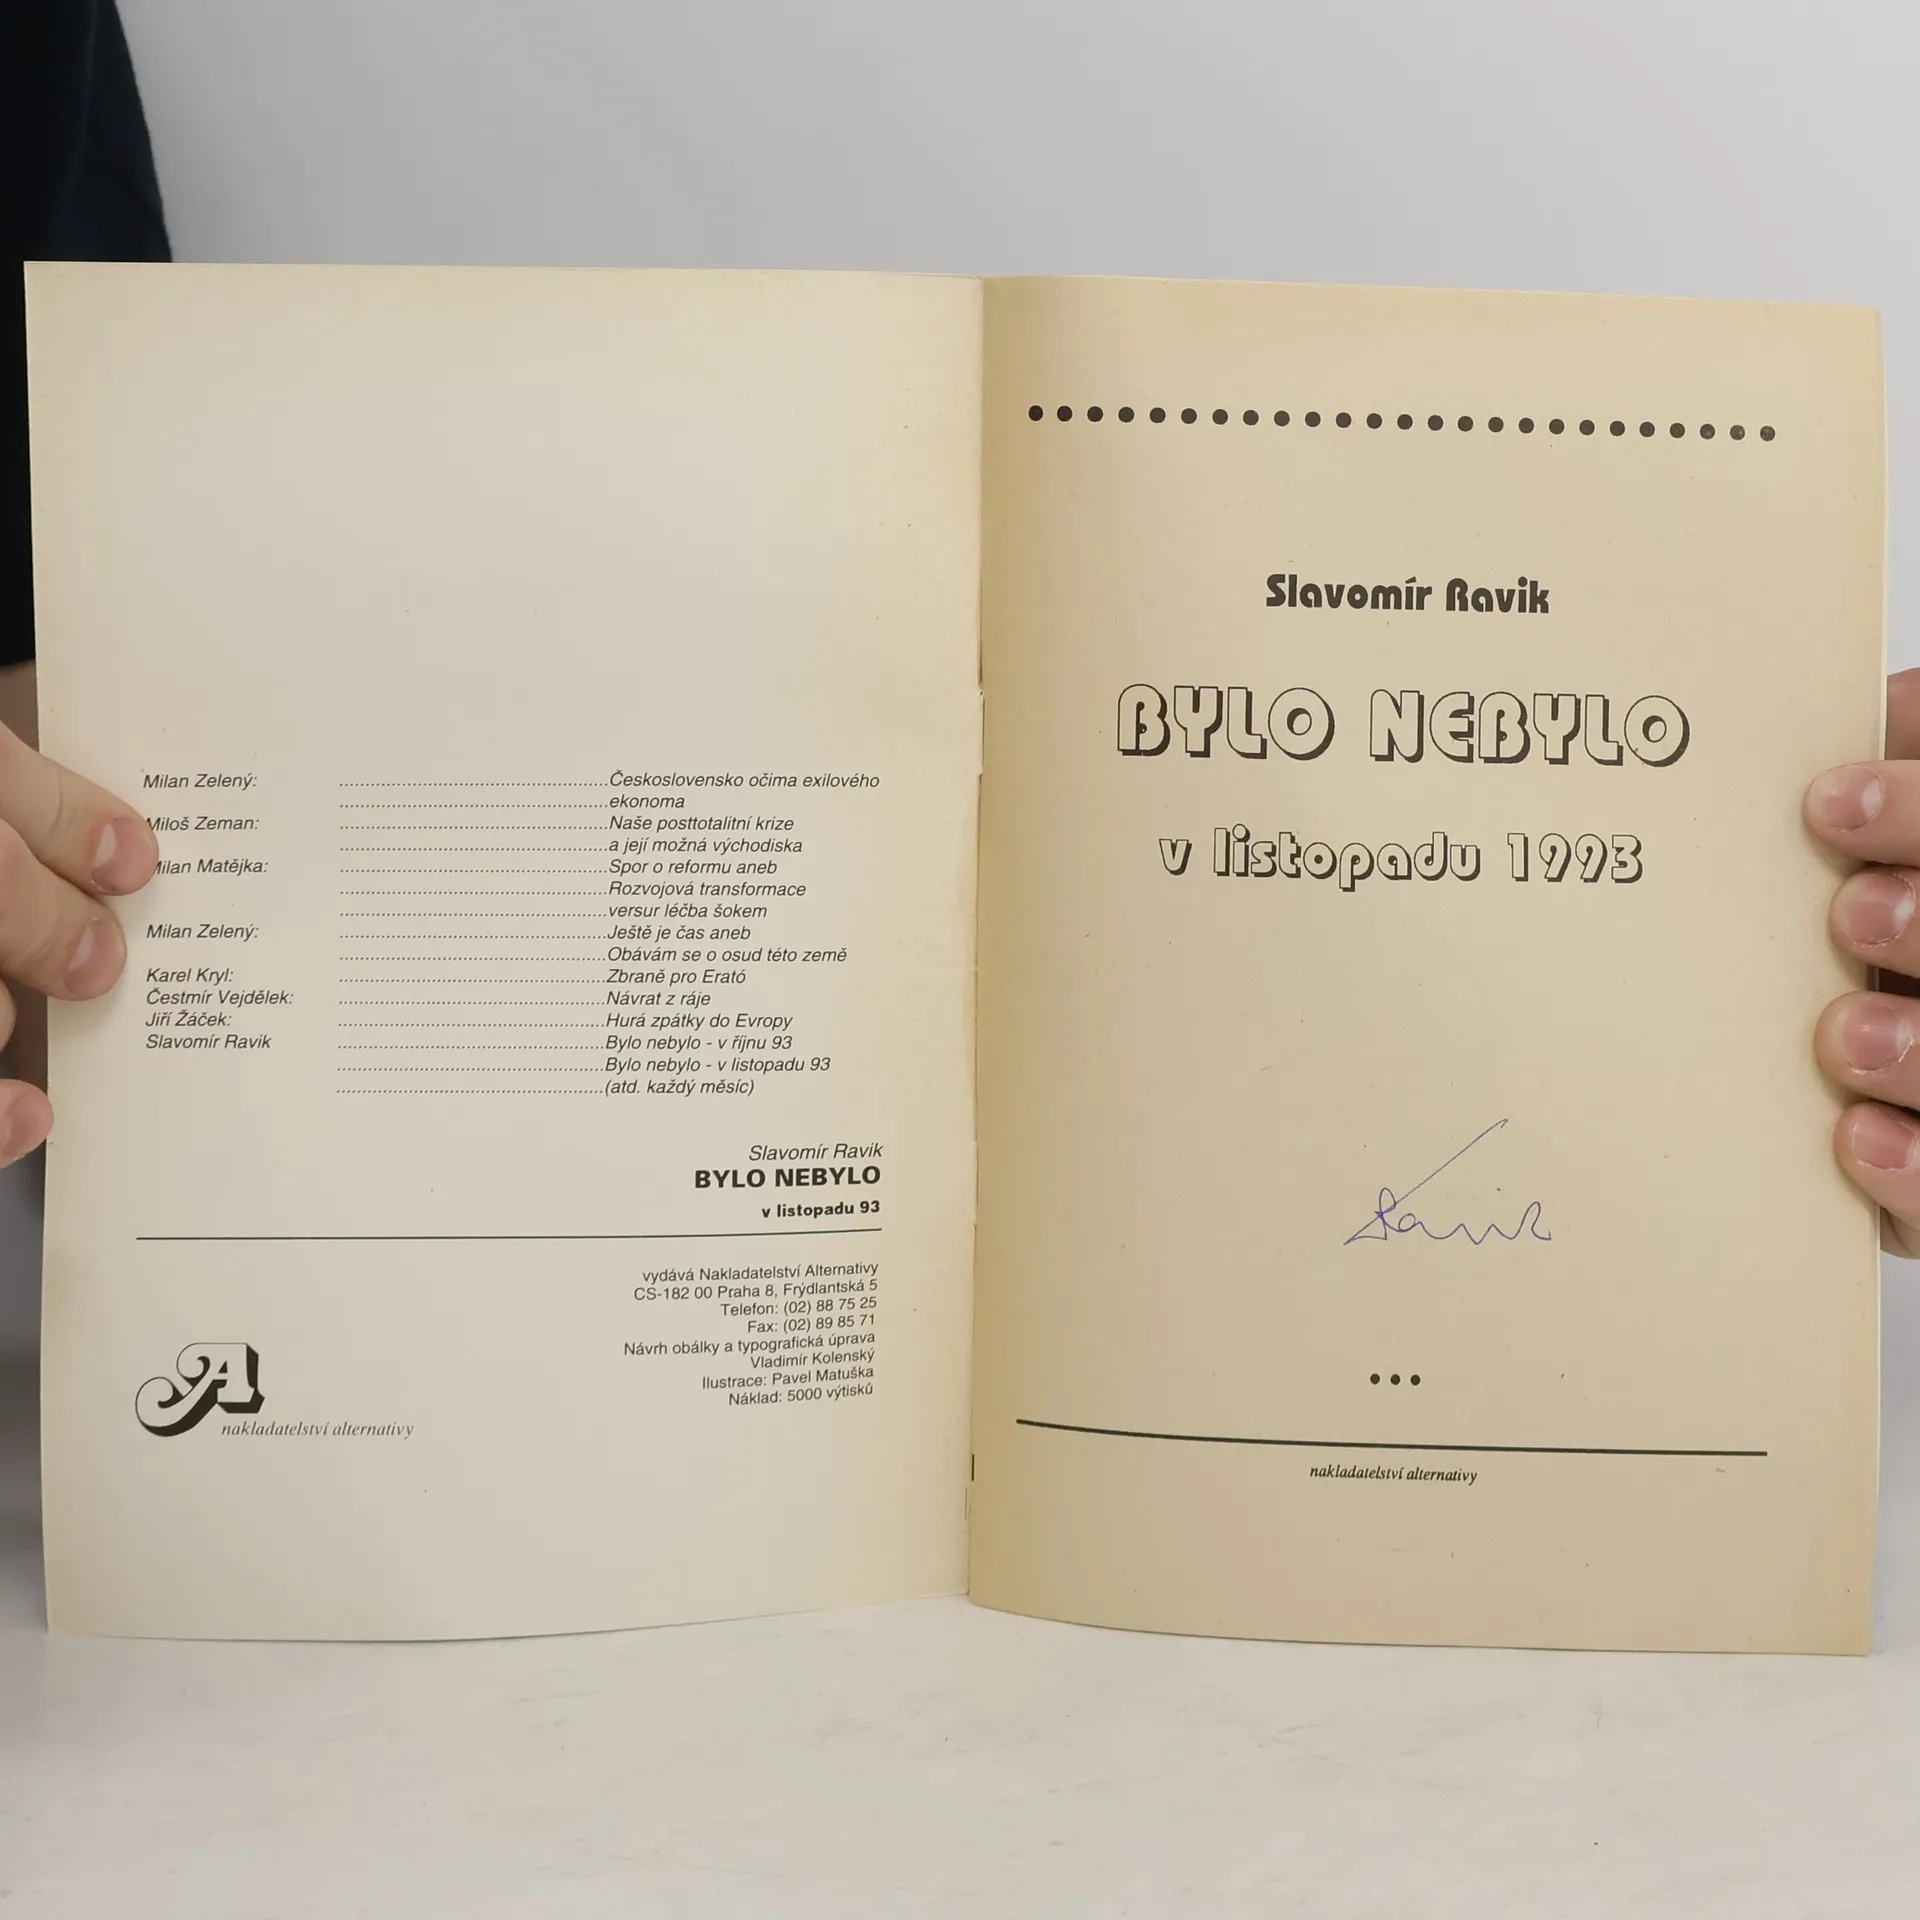 Milan Zelený: ..........Československo očima exilového
..........ekonoma
Miloš Zeman: ..........Naše posttotalitní krize
..........a její možná východiska
Milan Matějka: ..........Spor o reformu aneb
..........Rozvojová transformace
..........versur léčba šokem
Milan Zelený: ..........Ještě je čas aneb
..........Obávám se o osud této země
Karel Kryl: ..........Zbraně pro Erató
Čestmír Vejdělek: ..........Návrat z ráje
Jiří Žáček: ..........Hurá zpátky do Evropy
Slavomír Ravik ..........Bylo nebylo - v říjnu 93
..........Bylo nebylo - v listopadu 93
..........(atd. každý měsíc)
Slavomír Ravik
BYLO NEBYLO
v listopadu 93
vydává Nakladatelství Alternativy
CS-182 00 Praha 8, Frýdlantská 5
Telefon: (02) 88 75 25
Fax: (02) 89 85 71
Návrh obálky a typografická úprava
Vladimír Kolenský
Ilustrace: Pavel Matuška
Náklad: 5000 výtisků
A
nakladatelství alternativy
Slavomír Ravik
BYLO NEBYLO
v listopadu 1993
Ravik
nakladatelství alternativy